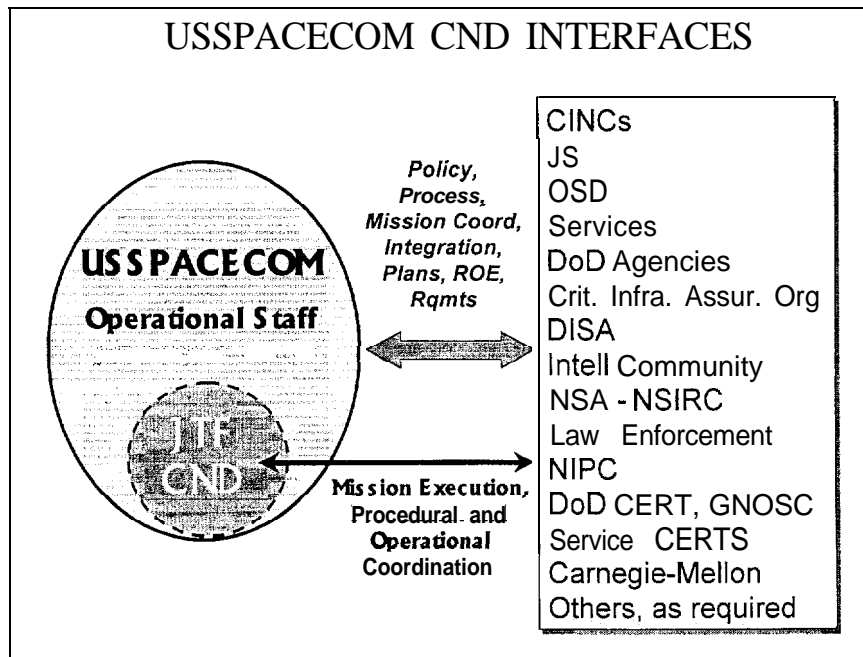 USSPACECOM CND INTERFACES
USSPACECOM
Operational Staff
JTF
CND
Policy,
Process,
Mission Coord,
Integration,
Plans, ROE,
Rqmts
Mission Execution,
Procedural and
Operational
Coordination
CINCs
JS
OSD
Services
DoD Agencies
Crit. Infra. Assur. Org
DISA
Intell Community
NSA - NSIRC
Law Enforcement
NIPC
DoD CERT, GNOSC
Service CERTS
Carnegie-Mellon
Others, as required